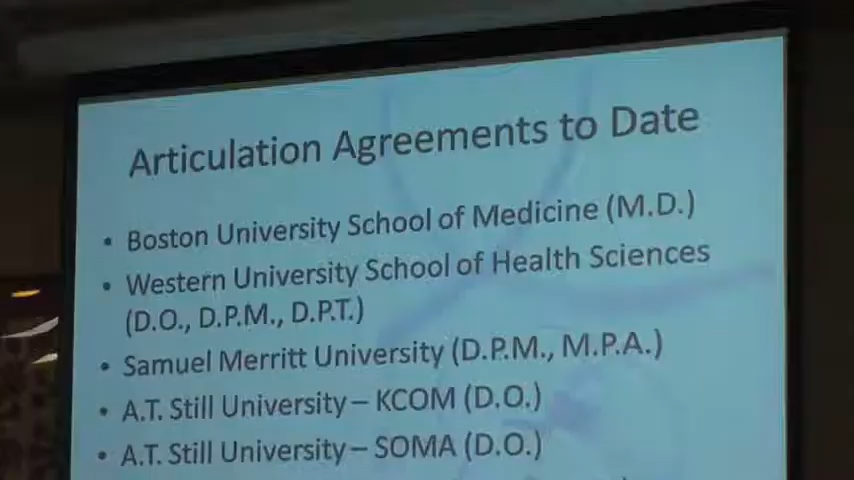 Articulation Agreements to Date
• Boston University School of Medicine (M.D.)
• Western University School of Health Sciences
(D.O., D.P.M., D.P.T.)
• Samuel Merritt University (D.P.M., M.P.A.)
• A.T. Still University – KCOM (D.O.)
• A.T. Still University – SOMA (D.O.)